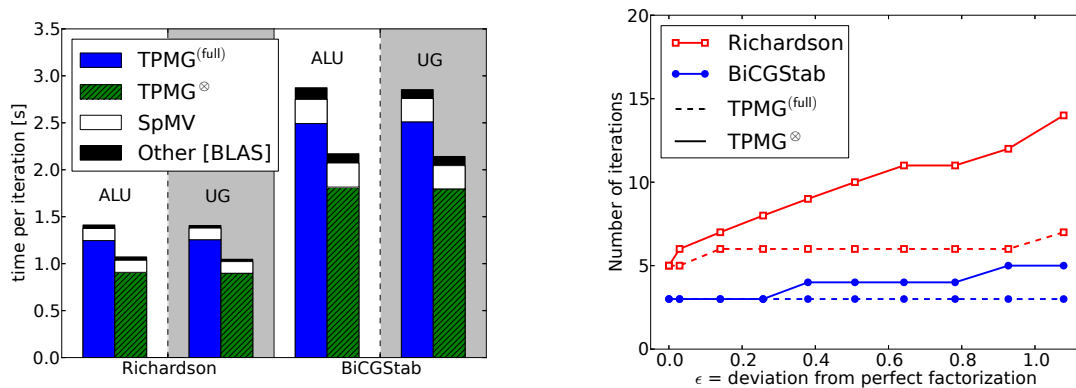 3.5
3.0
2.5
2.0
1.5
1.0
0.5
0.0
time per iteration [s]
TPMG(full)
TPMG⊗
SpMV
Other [BLAS]
ALU
UG
ALU
UG
Richardson
BiCGStab
20
15
10
5
0
Number of iterations
Richardson
BiCGStab
TPMG(full)
TPMG⊗
0.0 0.2 0.4 0.6 0.8 1.0
ϵ = deviation from perfect factorization